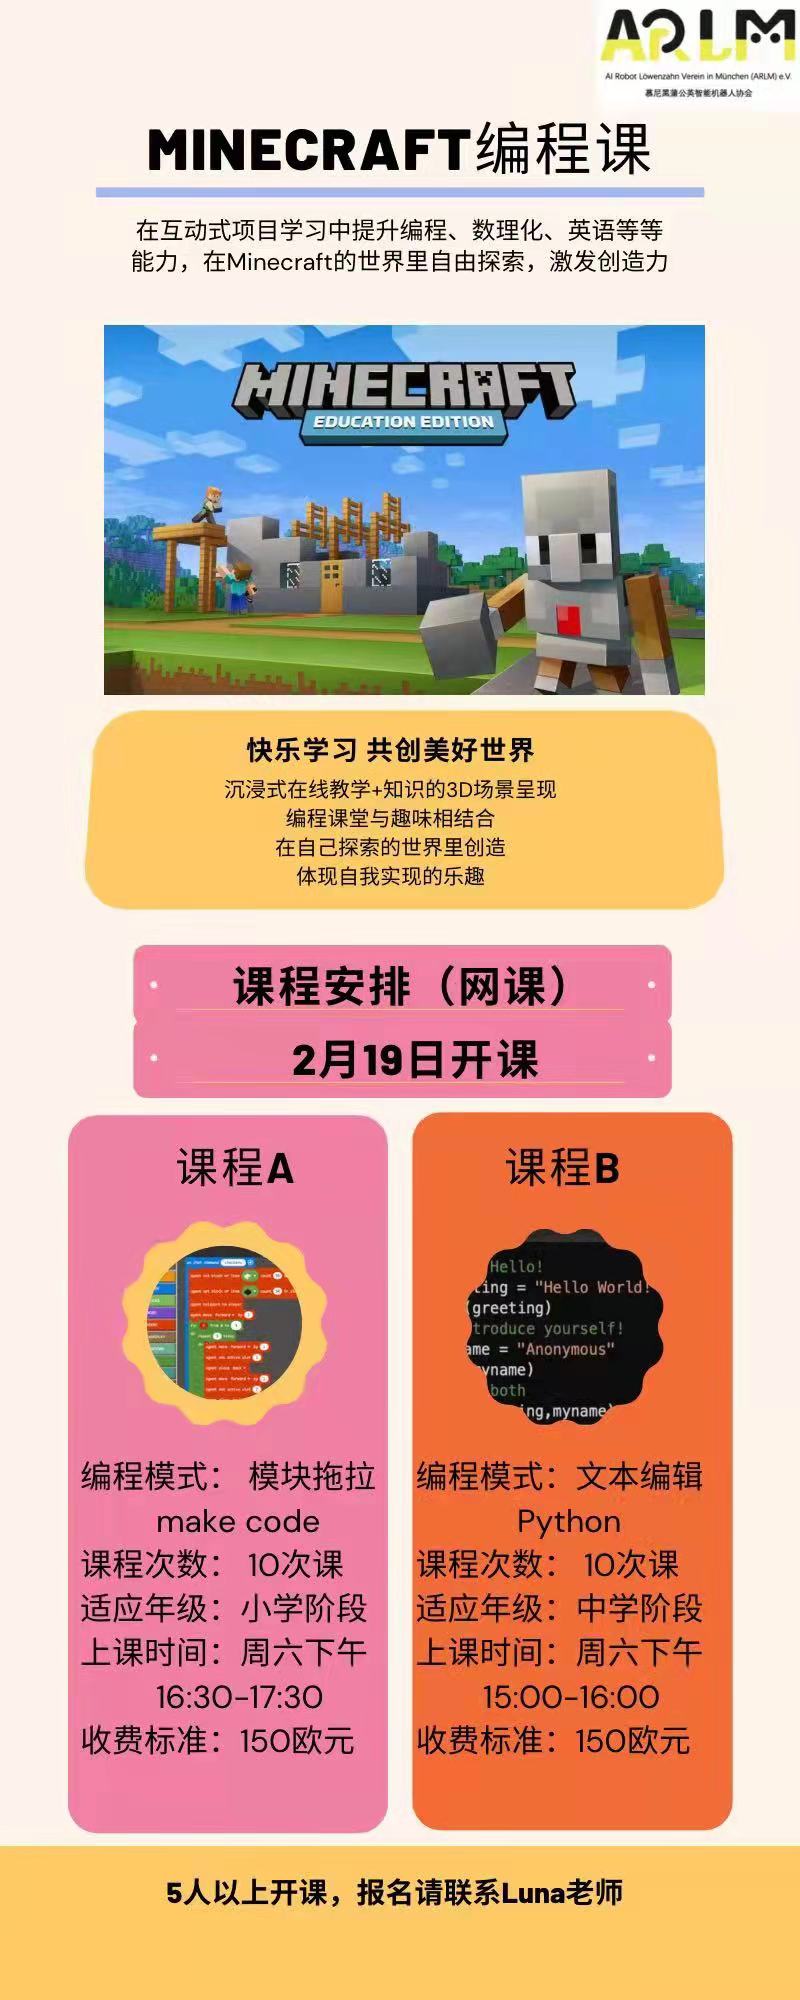 ARLM
AI Robot Löwenzahn Verein in München (ARLM) e.V.
慕尼黑蒲公英智能机器人协会
MINECRAFT编程课
在互动式项目学习中提升编程、数理化、英语等等
能力，在Minecraft的世界里自由探索，激发创造力
MINECRAFT
EDUCATION EDITION
快乐学习 共创美好世界
沉浸式在线教学+知识的3D场景呈现
编程课堂与趣味相结合
在自己探索的世界里创造
体现自我实现的乐趣
课程安排（网课）
2月19日开课
课程A
编程模式： 模块拖拉
make code
课程次数： 10次课
适应年级：小学阶段
上课时间：周六下午
16:30-17:30
收费标准：150欧元
课程B
Hello!
ting = "Hello World!
(greeting)
troduce yourself!
ame = "Anonymous"
yname)
both
ing,myname)
编程模式：文本编辑
Python
课程次数： 10次课
适应年级：中学阶段
上课时间：周六下午
15:00-16:00
收费标准：150欧元
5人以上开课，报名请联系Luna老师